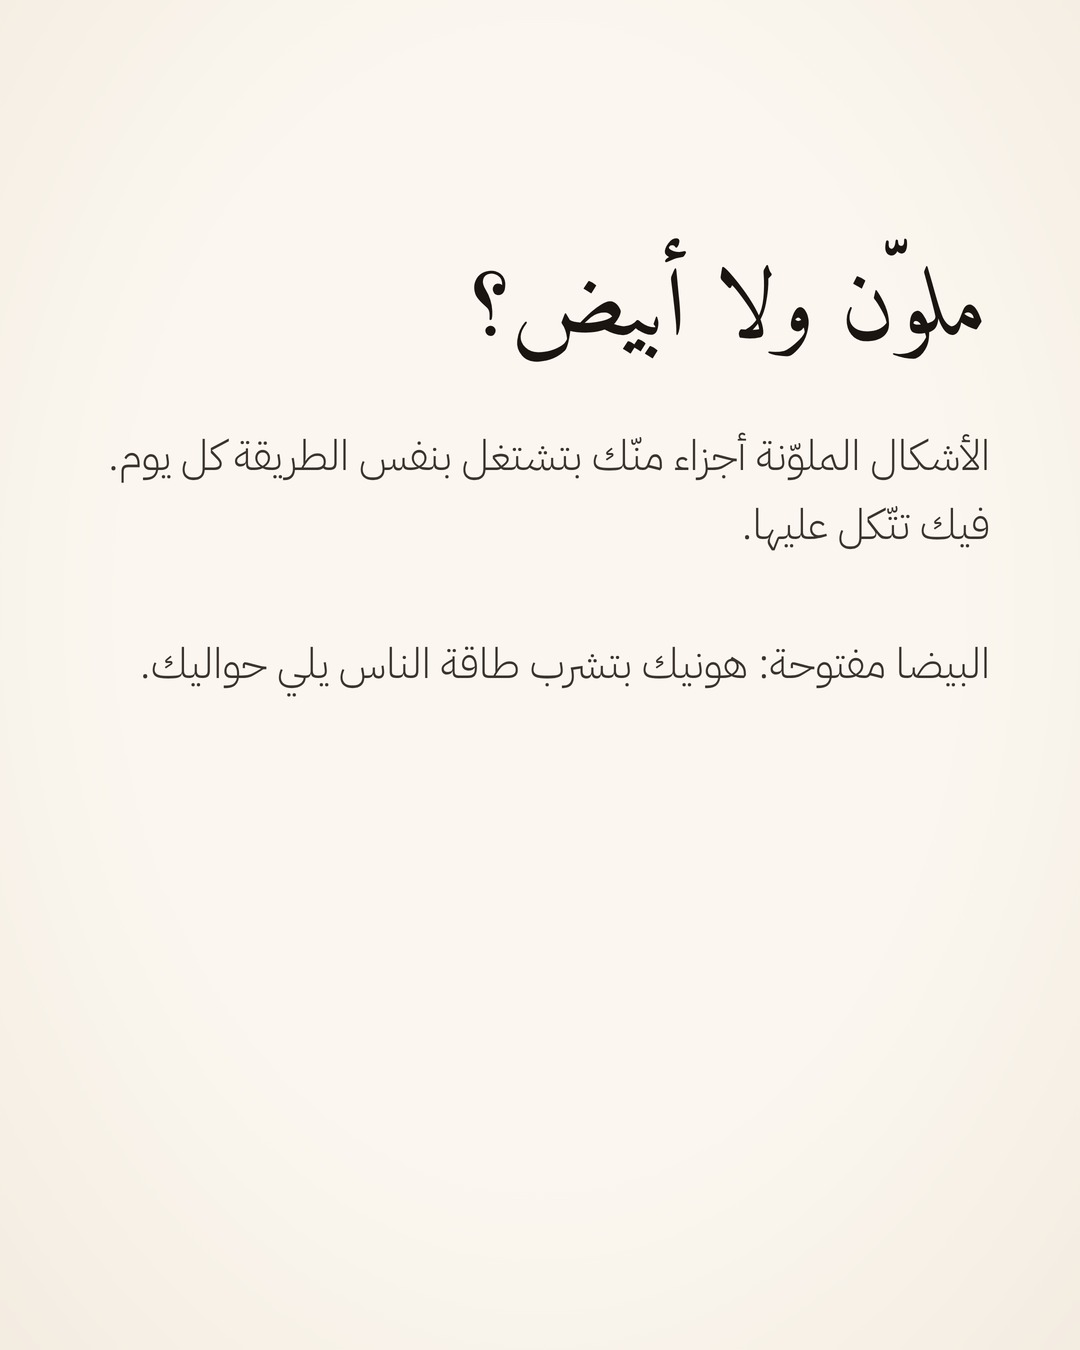 ملوّن ولا أبيض؟
الأشكال الملوّنة أجزاء منّك بتشتغل بنفس الطريقة كل يوم.
فيك تتّكل عليها.
البيضا مفتوحة: هونيك بتشرب طاقة الناس يلي حواليك.